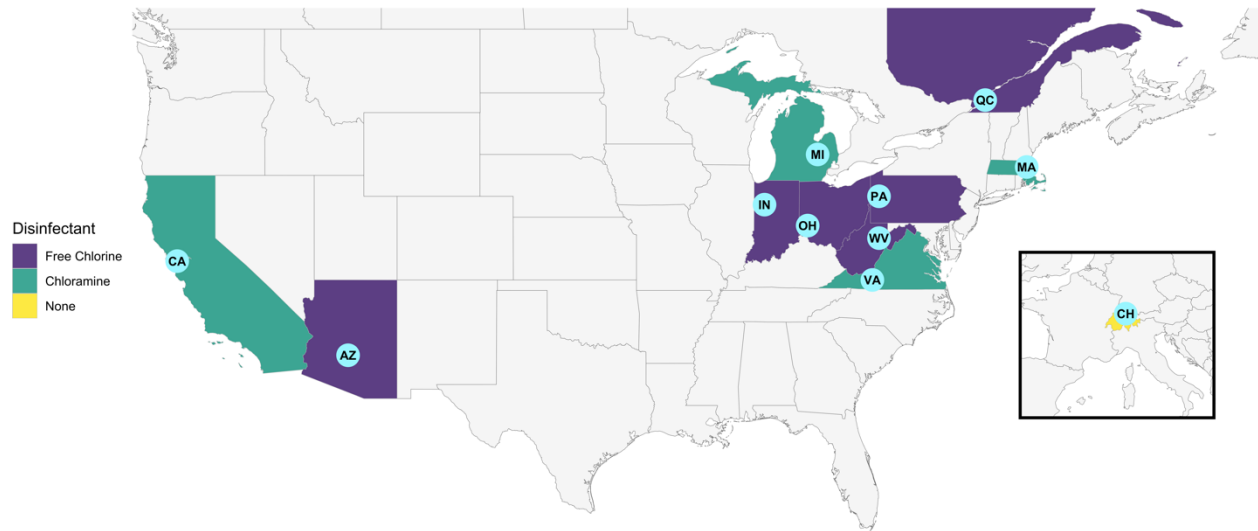 QC
MI
MA
IN
PA
OH
WV
Disinfectant
Free Chlorine
Chloramine
None
CA
VA
CH
AZ